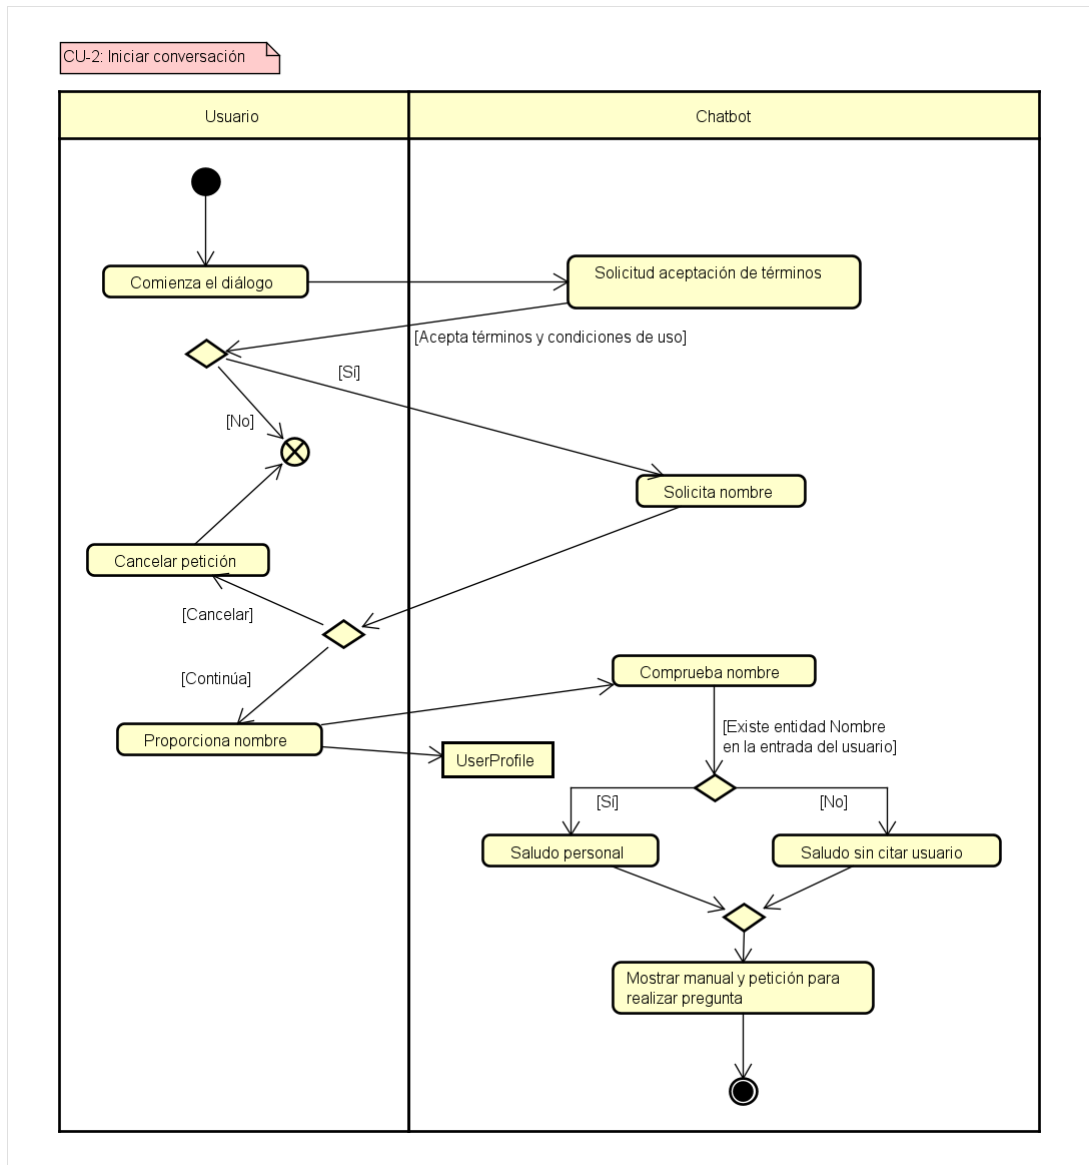 CU-2: Iniciar conversación
Usuario
Chatbot
Comienza el diálogo
Solicitud aceptación de términos
[Acepta términos y condiciones de uso]
[Sí]
[No]
Solicita nombre
Cancelar petición
[Cancelar]
[Continúa]
Comprueba nombre
Proporciona nombre
[Existe entidad Nombre
en la entrada del usuario]
UserProfile
[Sí]
[No]
Saludo personal
Saludo sin citar usuario
Mostrar manual y petición para
realizar pregunta